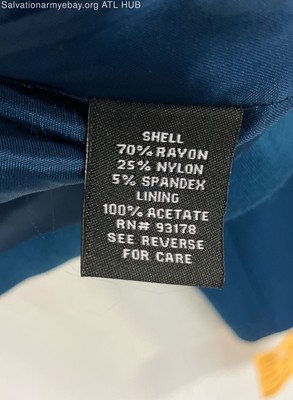 Salvationarmyebay.org ATL HUB
SHELL
70% RAYON
25% NYLON
5% SPANDEX
LINING
100% ACETATE
RN# 93178
SEE REVERSE
FOR CARE